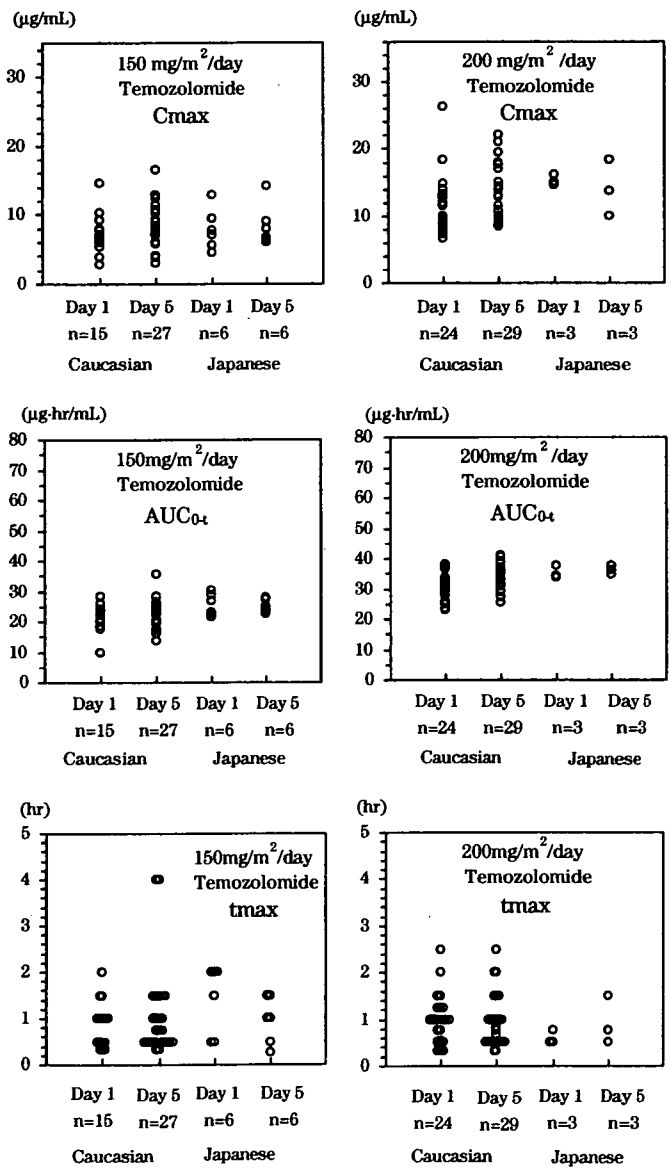 (μg/mL)
30
20
10
0
150 mg/m²/day
Temozolomide
Cmax
Day 1 Day 5 Day 1 Day 5
n=15 n=27 n=6 n=6
Caucasian Japanese
(μg/mL)
30
20
10
0
200 mg/m²/day
Temozolomide
Cmax
Day 1 Day 5 Day 1 Day 5
n=24 n=29 n=3 n=3
Caucasian Japanese
(μg·hr/mL)
80
70
60
50
40
30
20
10
0
150mg/m²/day
Temozolomide
AUC0-t
Day 1 Day 5 Day 1 Day 5
n=15 n=27 n=6 n=6
Caucasian Japanese
(μg·hr/mL)
80
70
60
50
40
30
20
10
0
200mg/m²/day
Temozolomide
AUC0-t
Day 1 Day 5 Day 1 Day 5
n=24 n=29 n=3 n=3
Caucasian Japanese
(hr)
5
4
3
2
1
0
150mg/m²/day
Temozolomide
tmax
Day 1 Day 5 Day 1 Day 5
n=15 n=27 n=6 n=6
Caucasian Japanese
(hr)
5
4
3
2
1
0
200mg/m²/day
Temozolomide
tmax
Day 1 Day 5 Day 1 Day 5
n=24 n=29 n=3 n=3
Caucasian Japanese